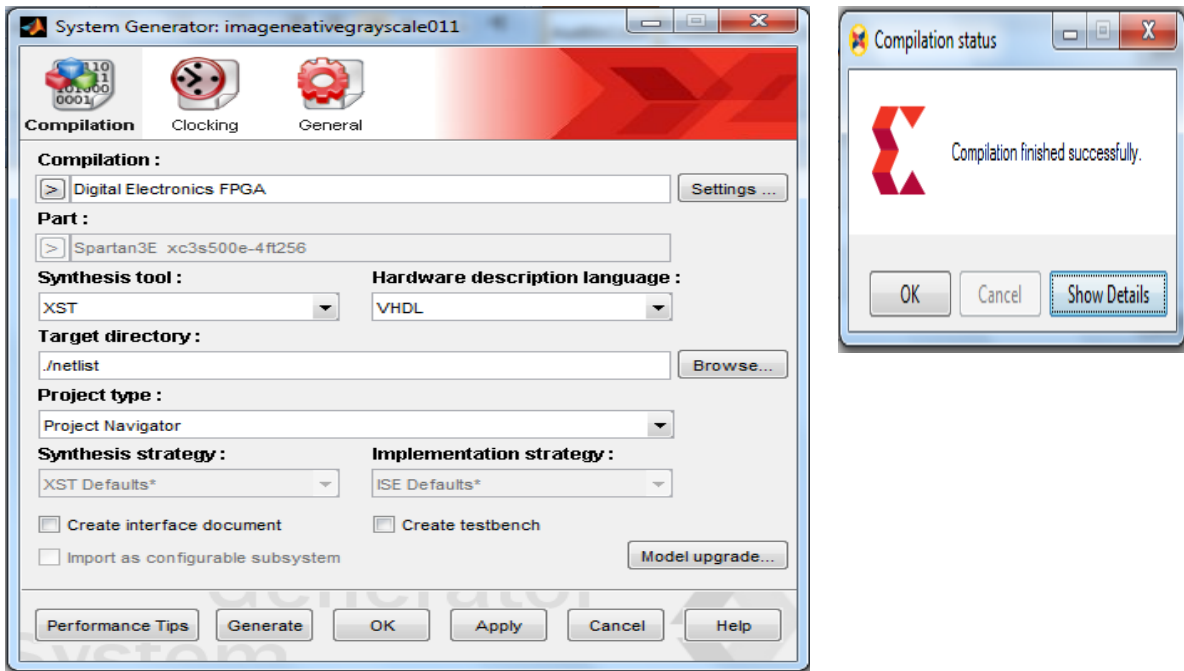 System Generator: imageneativegrayscale011
Compilation Clocking General
Compilation :
> Digital Electronics FPGA Settings ...
Part :
> Spartan3E xc3s500e-4ft256
Synthesis tool : Hardware description language :
XST VHDL
Target directory :
./netlist Browse...
Project type :
Project Navigator
Synthesis strategy : Implementation strategy :
XST Defaults* ISE Defaults*
Create interface document Create testbench
Import as configurable subsystem Model upgrade...
Performance Tips Generate OK Apply Cancel Help
System Generator
Compilation status
Compilation finished successfully.
OK Cancel Show Details